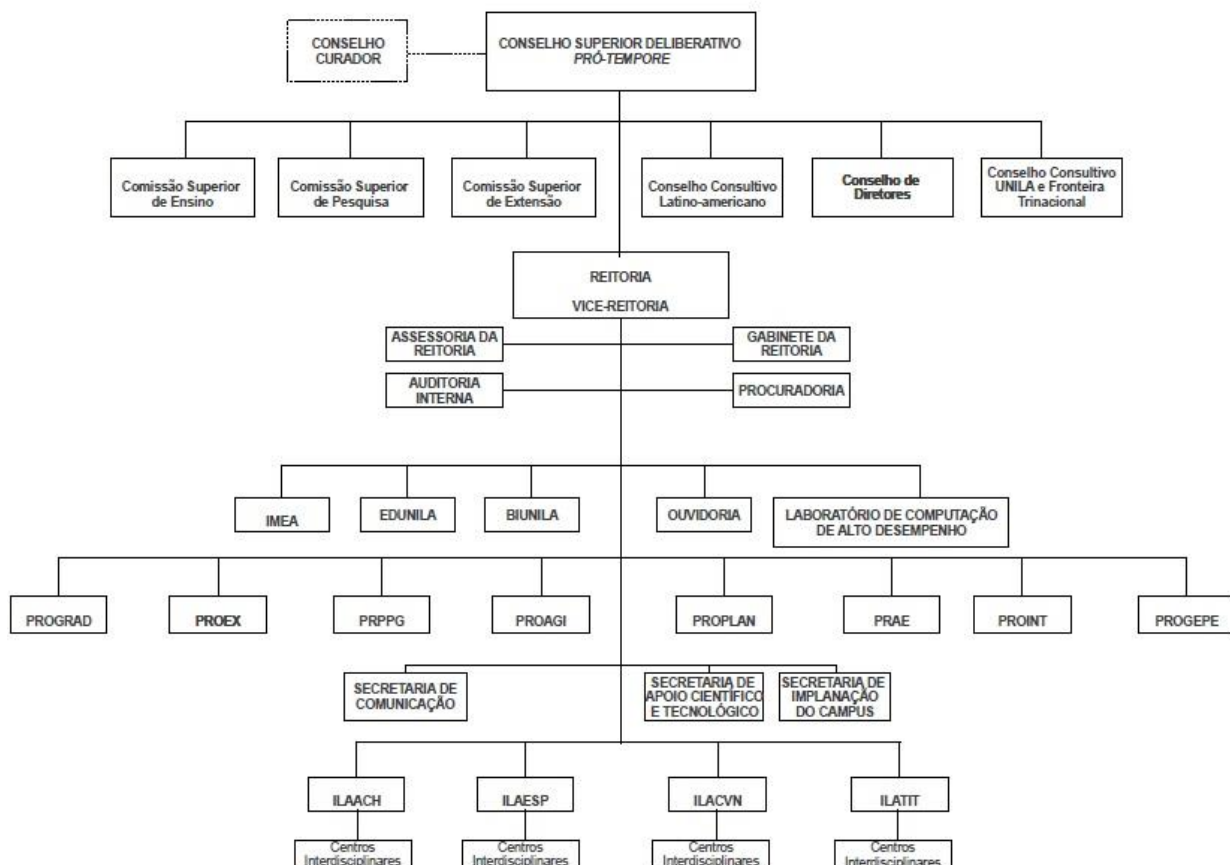 CONSELHO
CURADOR
CONSELHO SUPERIOR DELIBERATIVO
PRÓ-TEMPORE
Comissão Superior
de Ensino
Comissão Superior
de Pesquisa
Comissão Superior
de Extensão
Conselho Consultivo
Latino-americano
Conselho de
Diretores
Conselho Consultivo
UNILA e Fronteira
Trinacional
REITORIA
VICE-REITORIA
ASSESSORIA DA
REITORIA
GABINETE DA
REITORIA
AUDITORIA
INTERNA
PROCURADORIA
IMEA
EDUNILA
BIUNILA
OUVIDORIA
LABORATÓRIO DE COMPUTAÇÃO
DE ALTO DESEMPENHO
PROGRAD
PROEX
PRPPG
PROAGI
PROPLAN
PRAE
PROINT
PROGEPE
SECRETARIA DE
COMUNICAÇÃO
SECRETARIA DE
APOIO CIENTÍFICO
E TECNOLÓGICO
SECRETARIA DE
IMPLANAÇÃO
DO CAMPUS
ILAACH
ILAESP
ILACVN
ILATIT
Centros
Interdisciplinares
Centros
Interdisciplinares
Centros
Interdisciplinares
Centros
Interdisciplinares